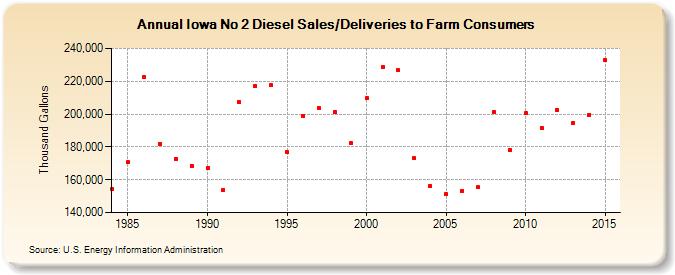 Annual Iowa No 2 Diesel Sales/Deliveries to Farm Consumers
Thousand Gallons
240,000
220,000
200,000
180,000
160,000
140,000
1985 1990 1995 2000 2005 2010 2015
Source: U.S. Energy Information Administration